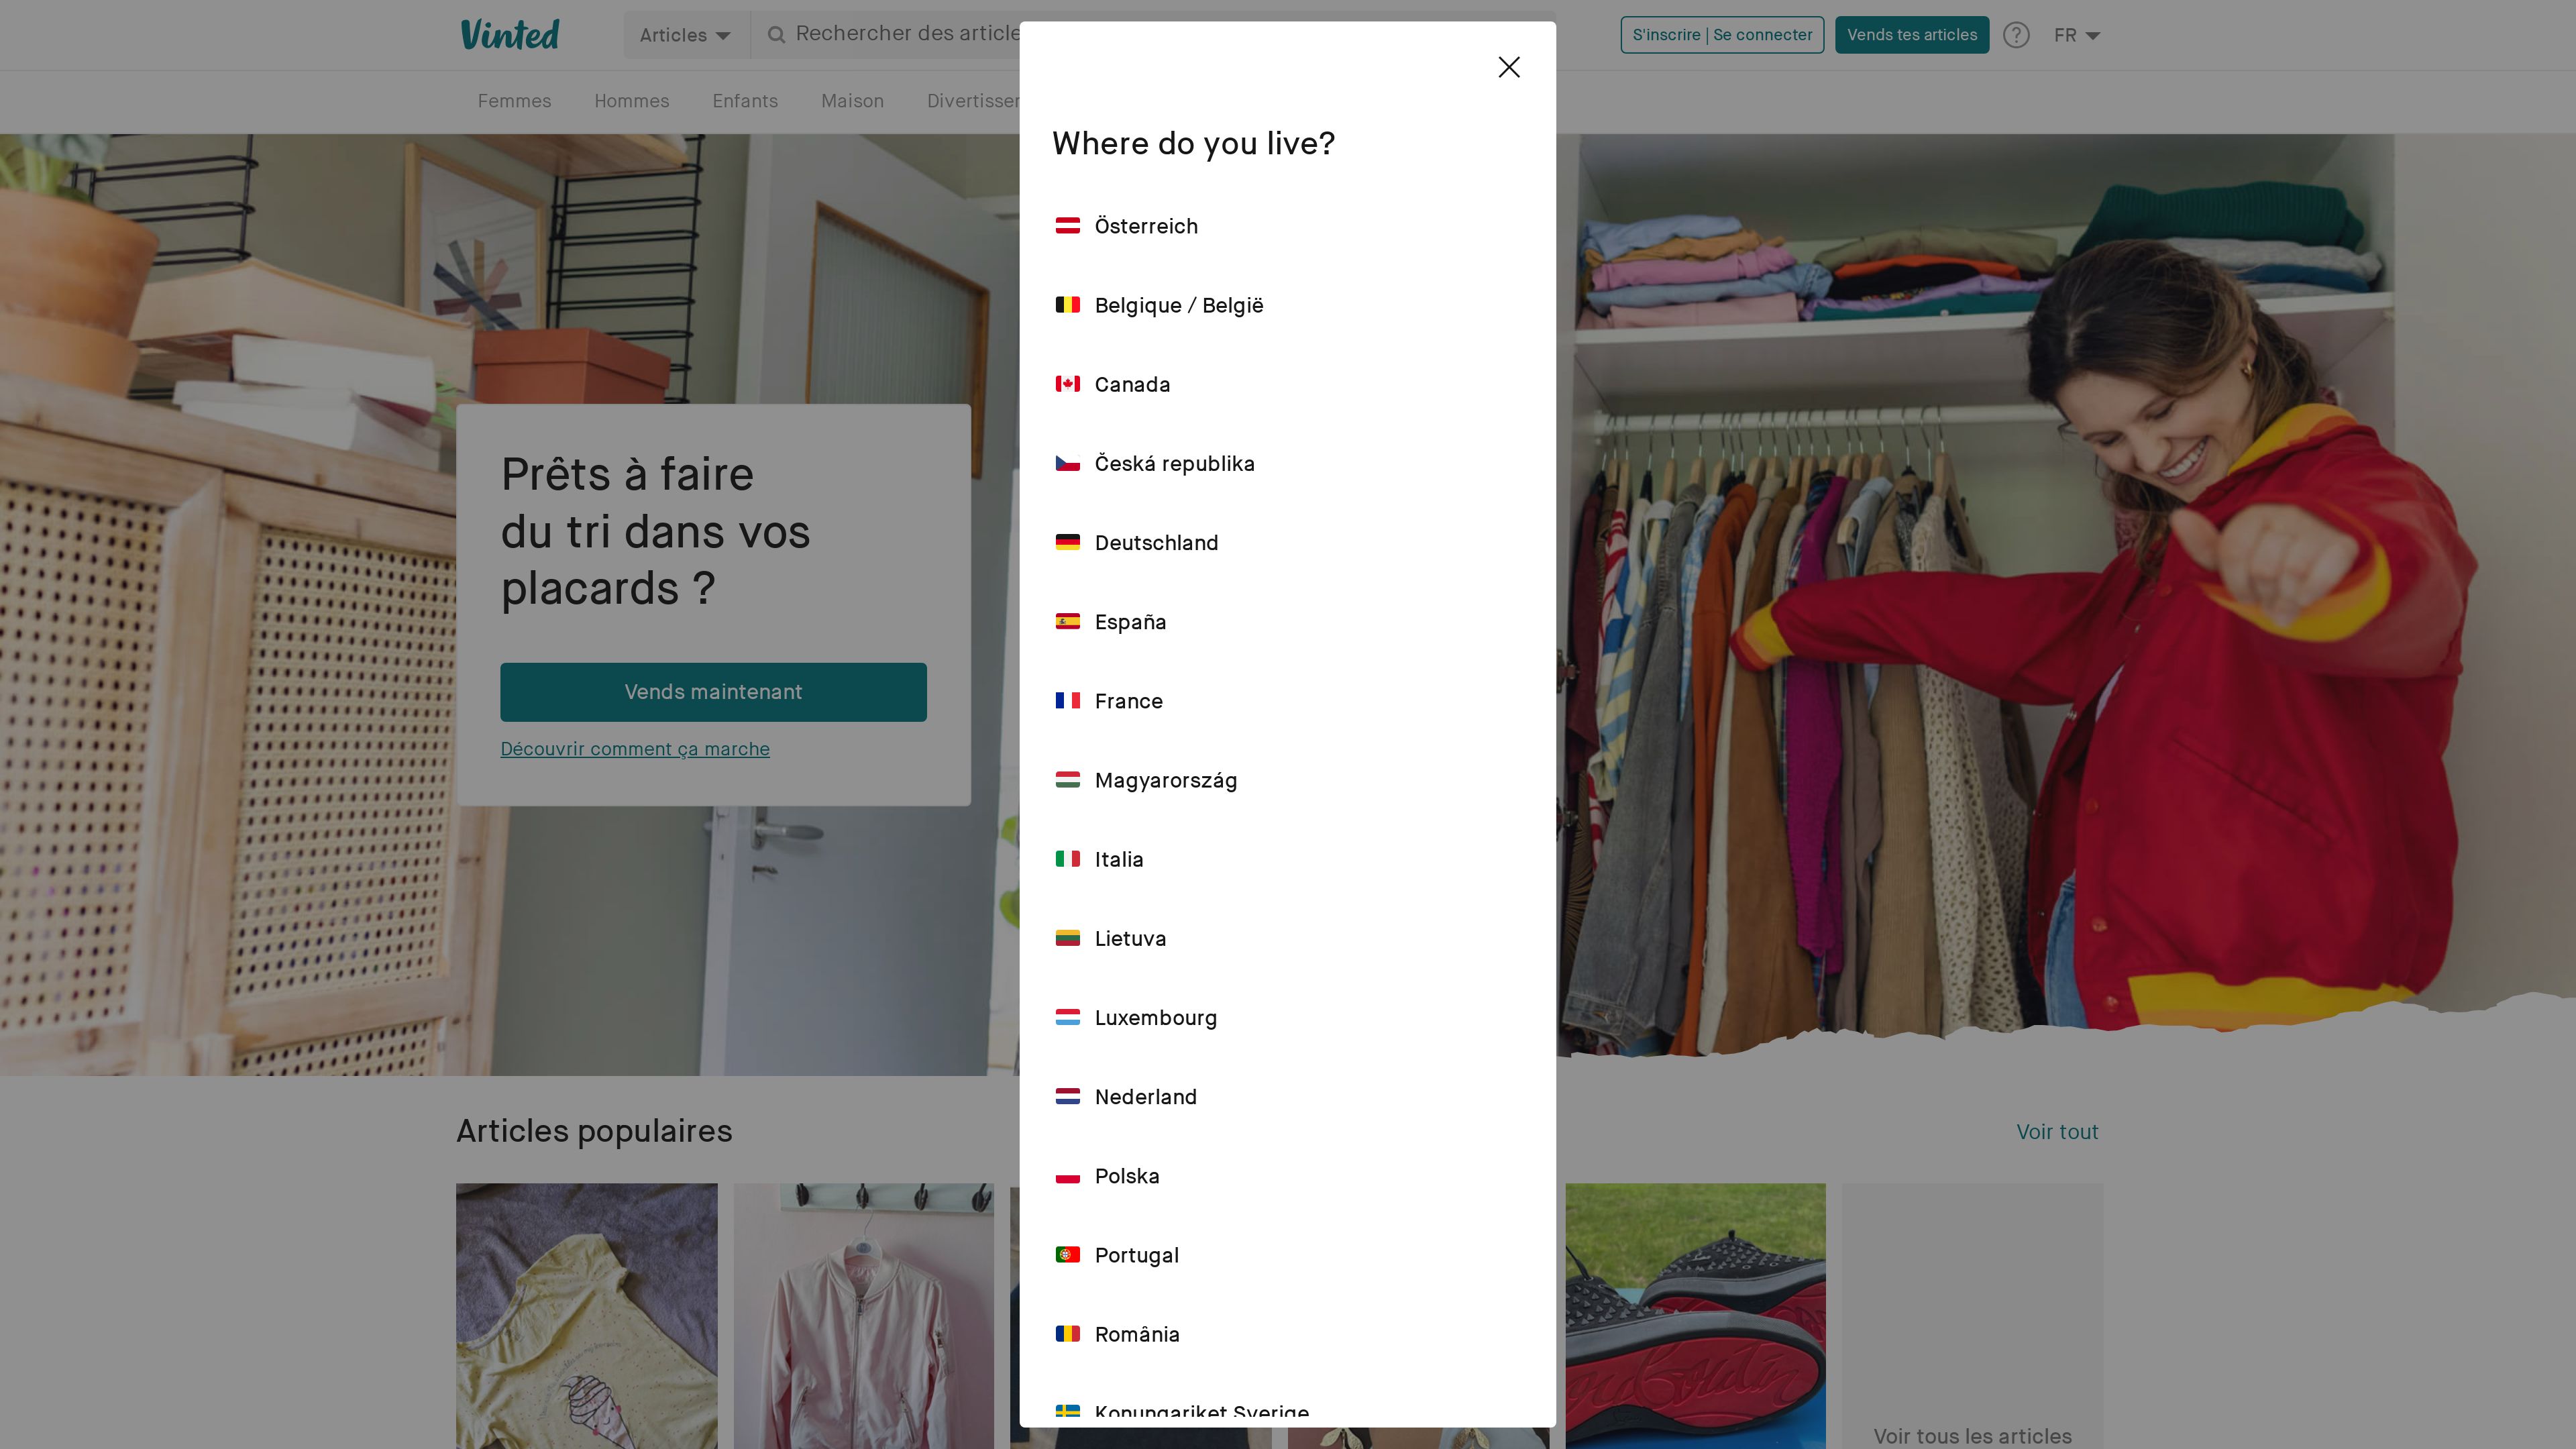 Vinted
Articles
Rechercher des article
S'inscrire | Se connecter
Vends tes articles
?
FR
Femmes
Hommes
Enfants
Maison
Divertisse
Where do you live?
Österreich
Belgique / België
Canada
Česká republika
Deutschland
España
France
Magyarország
Italia
Lietuva
Luxembourg
Nederland
Polska
Portugal
România
Konungariket Sverige
Prêts à faire
du tri dans vos
placards ?
Vends maintenant
Découvrir comment ça marche
Articles populaires
Voir tout
Voir tous les articles